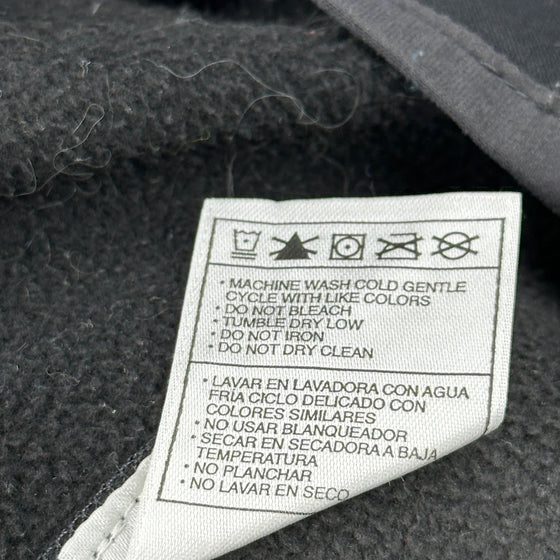 • MACHINE WASH COLD GENTLE
CYCLE WITH LIKE COLORS
• DO NOT BLEACH
• TUMBLE DRY LOW
• DO NOT IRON
• DO NOT DRY CLEAN
• LAVAR EN LAVADORA CON AGUA
FRÍA CICLO DELICADO CON
COLORES SIMILARES
• NO USAR BLANQUEADOR
• SECAR EN SECADORA A BAJA
TEMPERATURA
• NO PLANCHAR
• NO LAVAR EN SECO